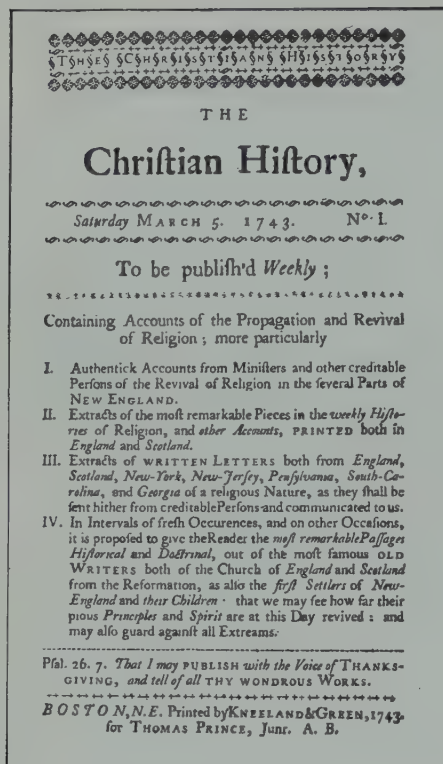 §T§H§E§ §C§H§R§I§S§T§I§A§N§ §H§I§S§T§O§R§Y§
THE
Chriſtian Hiſtory,
Saturday MARCH 5. 1743. No. I.
To be publiſh'd Weekly;
Containing Accounts of the Propagation and Revival
of Religion; more particularly
I. Authentick Accounts from Miniſters and other creditable
Perſons of the Revival of Religion in the ſeveral Parts of
NEW ENGLAND.
II. Extracts of the moſt remarkable Pieces in the weekly Hiſto-
ries of Religion, and other Accounts, PRINTED both in
England and Scotland.
III. Extracts of WRITTEN LETTERS both from England,
Scotland, New-York, New-Jerſey, Penſylvania, South-Ca-
rolina, and Georgia of a religious Nature, as they ſhall be
ſent hither from creditable Perſons and communicated to us.
IV. In Intervals of freſh Occurences, and on other Occaſions,
it is propoſed to give the Reader the moſt remarkable Paſſages
Hiſtorical and Doctrinal, out of the moſt famous OLD
WRITERS both of the Church of England and Scotland
from the Reformation, as alſo the firſt Settlers of New-
England and their Children · that we may ſee how far their
pious Principles and Spirit are at this Day revived: and
may alſo guard againſt all Extreams.
Pſal. 26. 7. That I may PUBLISH with the Voice of THANKS-
GIVING, and tell of all THY WONDROUS WORKS.
BOSTON, N.E. Printed by KNEELAND & GREEN, 1743.
for THOMAS PRINCE, Junr. A. B.